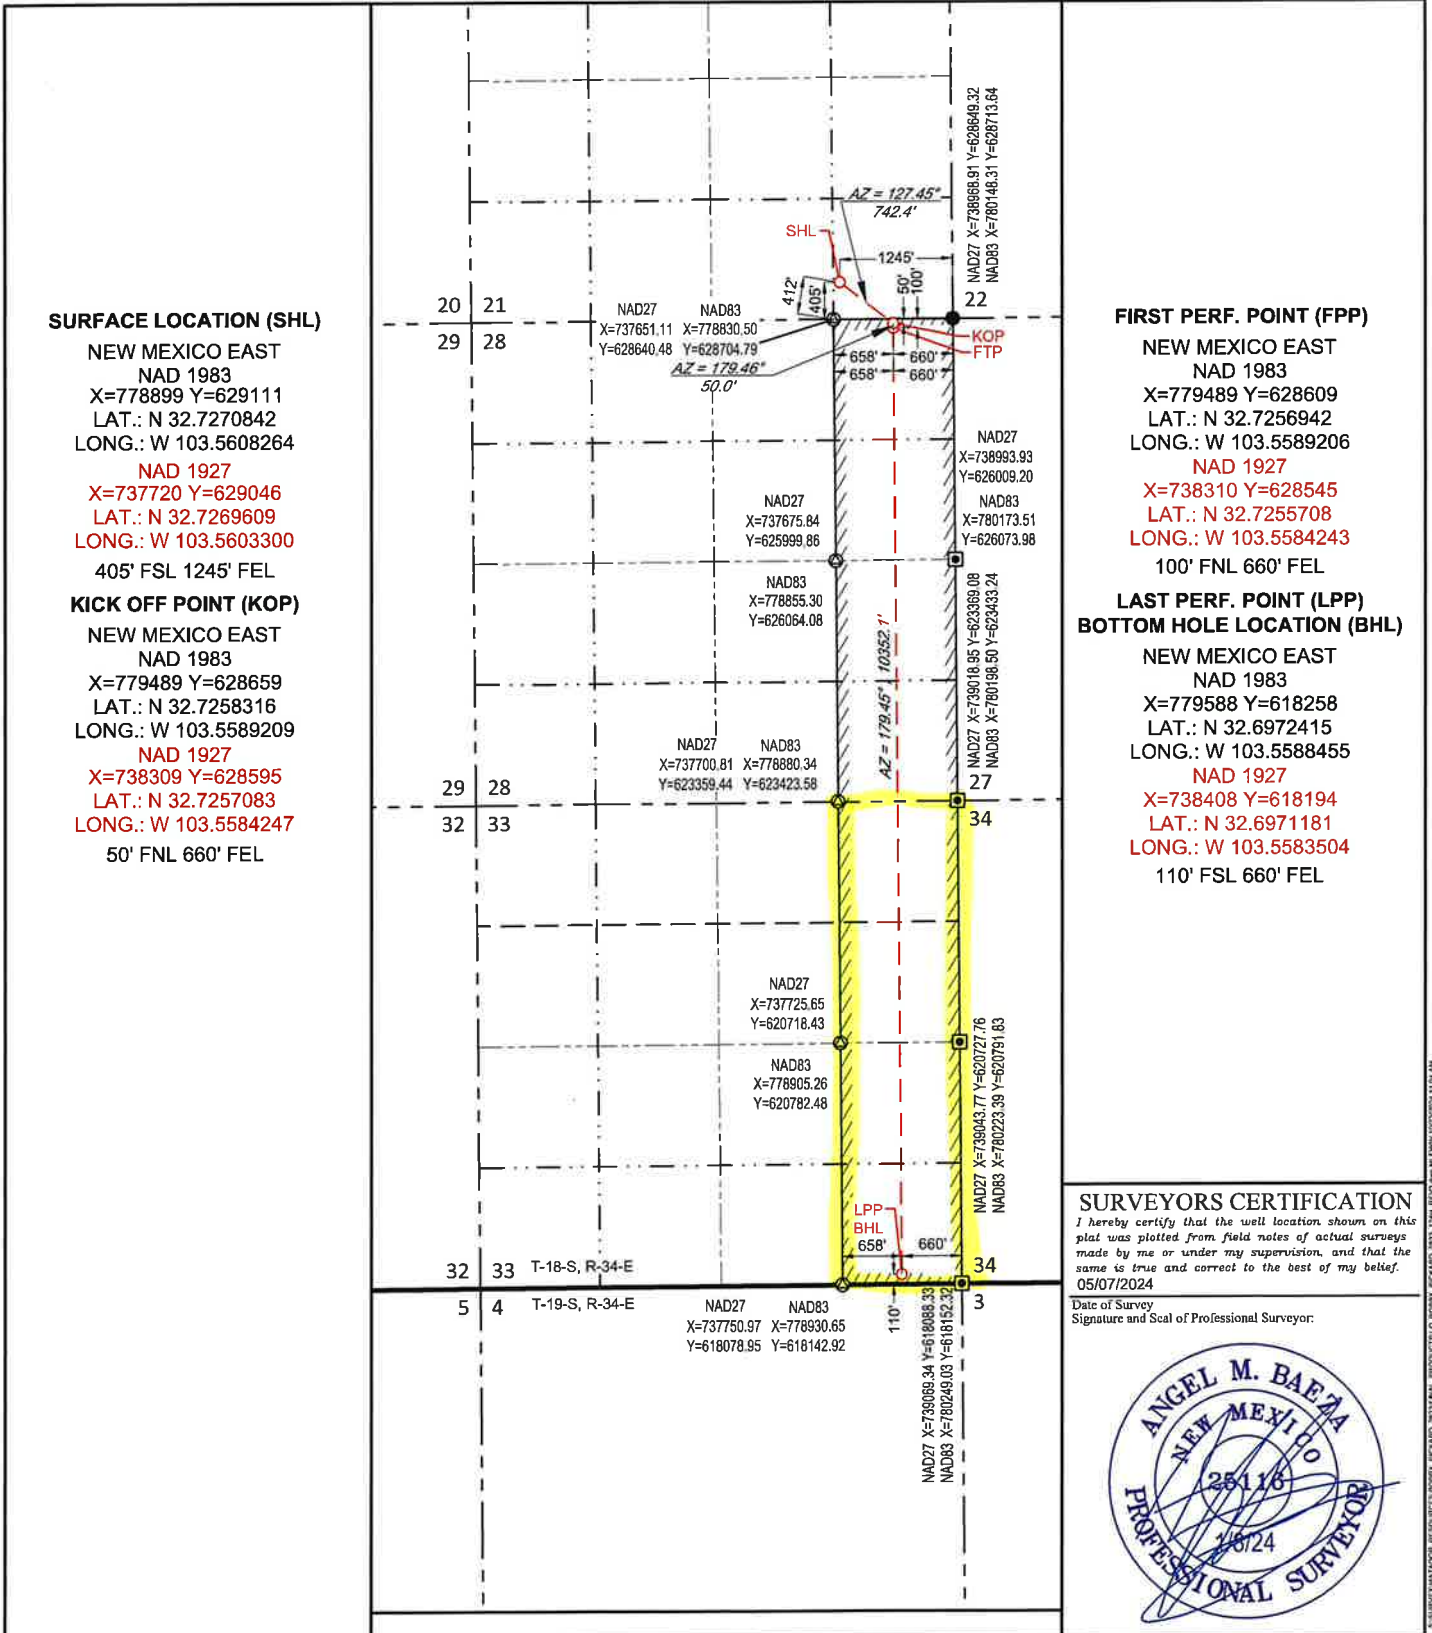 SURFACE LOCATION (SHL)
NEW MEXICO EAST
NAD 1983
X=778899 Y=629111
LAT.: N 32.7270842
LONG.: W 103.5608264
NAD 1927
X=737720 Y=629046
LAT.: N 32.7269609
LONG.: W 103.5603300
405' FSL 1245' FEL
KICK OFF POINT (KOP)
NEW MEXICO EAST
NAD 1983
X=779489 Y=628659
LAT.: N 32.7258316
LONG.: W 103.5589209
NAD 1927
X=738309 Y=628595
LAT.: N 32.7257083
LONG.: W 103.5584247
50' FNL 660' FEL
NAD27 X=738968.91 Y=628649.32
NAD83 X=780148.31 Y=628713.64
AZ = 127.45°
742.4'
SHL
1245'
412'
405'
50'
100'
20 21
29 28
22
NAD27 NAD83
X=737651.11 X=778830.50
Y=628640.48 Y=628704.79
AZ = 179.46°
50.0'
KOP
FTP
658' 660'
658' 660'
NAD27
X=738993.93
Y=626009.20
NAD83
X=780173.51
Y=626073.98
NAD27
X=737675.84
Y=625999.86
NAD83
X=778855.30
Y=626064.08
AZ = 179.45° 10352.1'
NAD27 X=739018.95 Y=623369.08
NAD83 X=780198.50 Y=623433.24
NAD27 NAD83
X=737700.81 X=778880.34
Y=623359.44 Y=623423.58
29 28
32 33
27
34
NAD27
X=737725.65
Y=620718.43
NAD83
X=778905.26
Y=620782.48
NAD27 X=739043.77 Y=620727.76
NAD83 X=780223.39 Y=620791.83
LPP
BHL
658' 660'
32 33 T-18-S, R-34-E
34
5 4 T-19-S, R-34-E
3
NAD27 NAD83
X=737750.97 X=778930.65
Y=618078.95 Y=618142.92
110'
NAD27 X=739069.34 Y=618088.33
NAD83 X=780249.03 Y=618152.32
FIRST PERF. POINT (FPP)
NEW MEXICO EAST
NAD 1983
X=779489 Y=628609
LAT.: N 32.7256942
LONG.: W 103.5589206
NAD 1927
X=738310 Y=628545
LAT.: N 32.7255708
LONG.: W 103.5584243
100' FNL 660' FEL
LAST PERF. POINT (LPP)
BOTTOM HOLE LOCATION (BHL)
NEW MEXICO EAST
NAD 1983
X=779588 Y=618258
LAT.: N 32.6972415
LONG.: W 103.5588455
NAD 1927
X=738408 Y=618194
LAT.: N 32.6971181
LONG.: W 103.5583504
110' FSL 660' FEL
SURVEYORS CERTIFICATION
I hereby certify that the well location shown on this
plat was plotted from field notes of actual surveys
made by me or under my supervision, and that the
same is true and correct to the best of my belief.
05/07/2024
Date of Survey
Signature and Seal of Professional Surveyor:
ANGEL M. BAEZA
NEW MEXICO
25116
PROFESSIONAL SURVEYOR